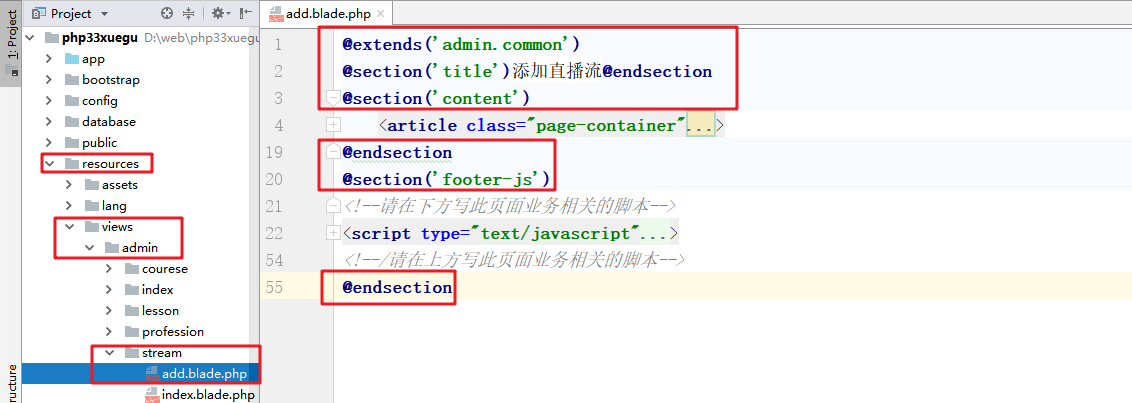 1: Project
ructure
Project
php33xuegu D:\web\php33xuegu
app
bootstrap
config
database
public
resources
assets
lang
views
admin
courese
index
lesson
profession
stream
add.blade.php
index.blade.php
add.blade.php
1 @extends('admin.common')
2 @section('title')添加直播流@endsection
3 @section('content')
4 <article class="page-container"...>
19 @endsection
20 @section('footer-js')
21 <!--请在下方写此页面业务相关的脚本-->
22 <script type="text/javascript"...>
54 <!--/请在上方写此页面业务相关的脚本-->
55 @endsection